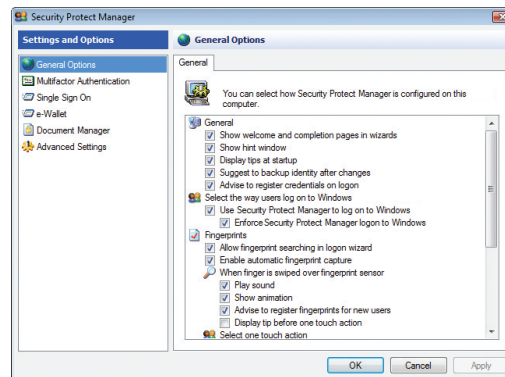 Security Protect Manager
Settings and Options
General Options
General Options
Multifactor Authentication
Single Sign On
e-Wallet
Document Manager
Advanced Settings
General
You can select how Security Protect Manager is configured on this
computer.
General
Show welcome and completion pages in wizards
Show hint window
Display tips at startup
Suggest to backup identity after changes
Advise to register credentials on logon
Select the way users log on to Windows
Use Security Protect Manager to log on to Windows
Enforce Security Protect Manager logon to Windows
Fingerprints
Allow fingerprint searching in logon wizard
Enable automatic fingerprint capture
When finger is swiped over fingerprint sensor
Play sound
Show animation
Advise to register fingerprints for new users
Display tip before one touch action
Select one touch action
OK
Cancel
Apply